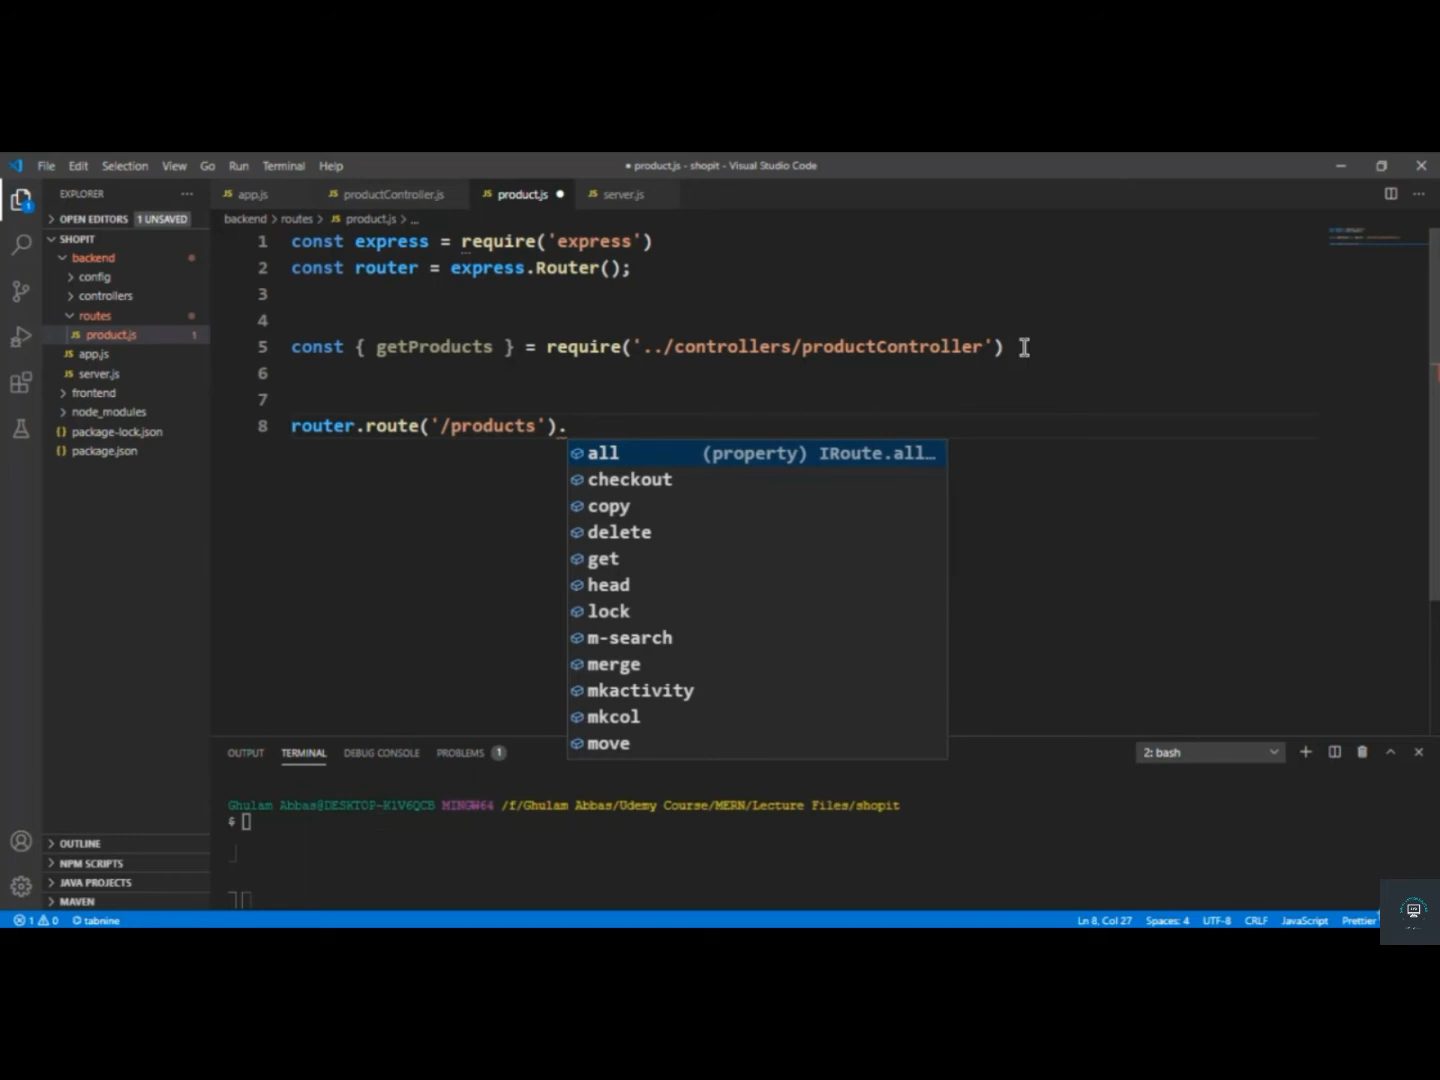 File Edit Selection View Go Run Terminal Help
● product.js - shopit - Visual Studio Code
EXPLORER
app.js productController.js product.js ● server.js
OPEN EDITORS 1 UNSAVED
backend > routes > JS product.js > ...
SHOPIT
backend
config
controllers
routes
JS product.js 1
JS app.js
JS server.js
frontend
node_modules
{} package-lock.json
{} package.json
1 const express = require('express')
2 const router = express.Router();
3
4
5 const { getProducts } = require('../controllers/productController')
6
7
8 router.route('/products').
all (property) IRoute.all…
checkout
copy
delete
get
head
lock
m-search
merge
mkactivity
mkcol
move
OUTPUT TERMINAL DEBUG CONSOLE PROBLEMS 1
2: bash
Ghulam Abbas@DESKTOP-K1V6QCB MINGW64 /f/Ghulam Abbas/Udemy Course/MERN/Lecture Files/shopit
$
OUTLINE
NPM SCRIPTS
JAVA PROJECTS
MAVEN
1 0 tabnine
Ln 8, Col 27 Spaces: 4 UTF-8 CRLF JavaScript Prettier